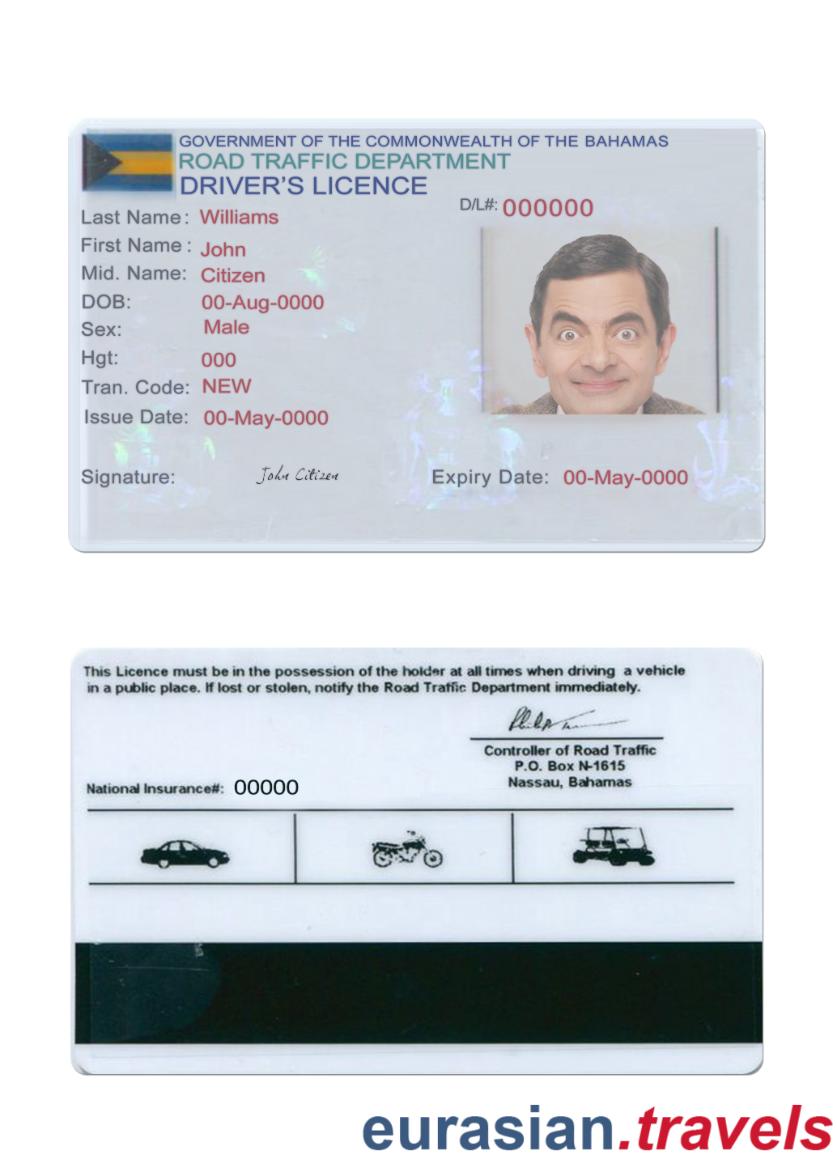 GOVERNMENT OF THE COMMONWEALTH OF THE BAHAMAS
ROAD TRAFFIC DEPARTMENT
DRIVER'S LICENCE
D/L#: 000000
Last Name: Williams
First Name: John
Mid. Name: Citizen
DOB: 00-Aug-0000
Sex: Male
Hgt: 000
Tran. Code: NEW
Issue Date: 00-May-0000
Signature: John Citizen Expiry Date: 00-May-0000
This Licence must be in the possession of the holder at all times when driving a vehicle
in a public place. If lost or stolen, notify the Road Traffic Department immediately.
Controller of Road Traffic
P.O. Box N-1615
Nassau, Bahamas
National Insurance#: 00000
eurasian.travels